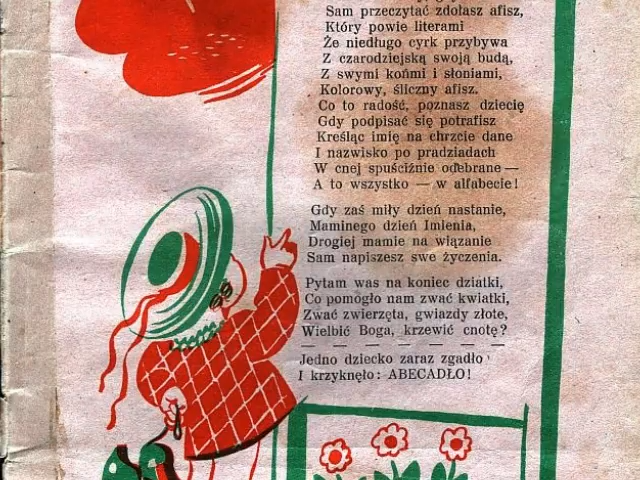 Sam przeczytać zdołasz afisz,
Który powie literami
Że niedługo cyrk przybywa
Z czarodziejską swoją budą,
Z swymi końmi i słoniami,
Kolorowy, śliczny afisz.
Co to radość, poznasz dziecię
Gdy podpisać się potrafisz
Kreśląc imię na chrzcie dane
I nazwisko po pradziadach
W cnej spuściźnie odebrane —
A to wszystko — w alfabecie!
Gdy zaś miły dzień nastanie,
Maminego dzień Imienia,
Drogiej mamie na wiązanie
Sam napiszesz swe życzenia.
Pytam was na koniec dziatki,
Co pomogło nam zwać kwiatki,
Zwać zwierzęta, gwiazdy złote,
Wielbić Boga, krzewić cnotę?
Jedno dziecko zaraz zgadło
I krzyknęło: ABECADŁO!